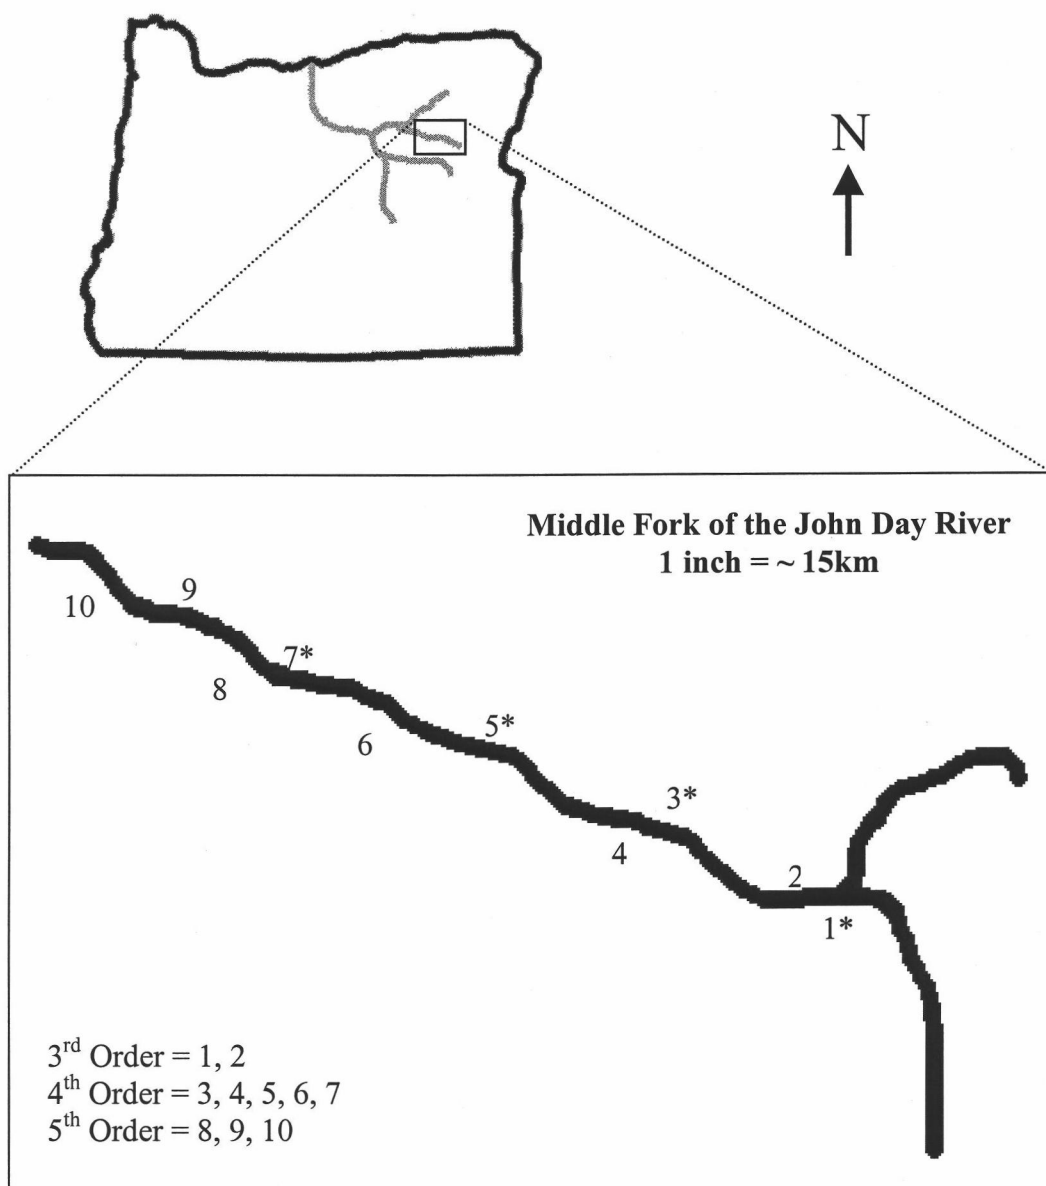 N
Middle Fork of the John Day River
1 inch = ~ 15km
9
10
7*
8
5*
6
3*
4
2
1*
3rd Order = 1, 2
4th Order = 3, 4, 5, 6, 7
5th Order = 8, 9, 10